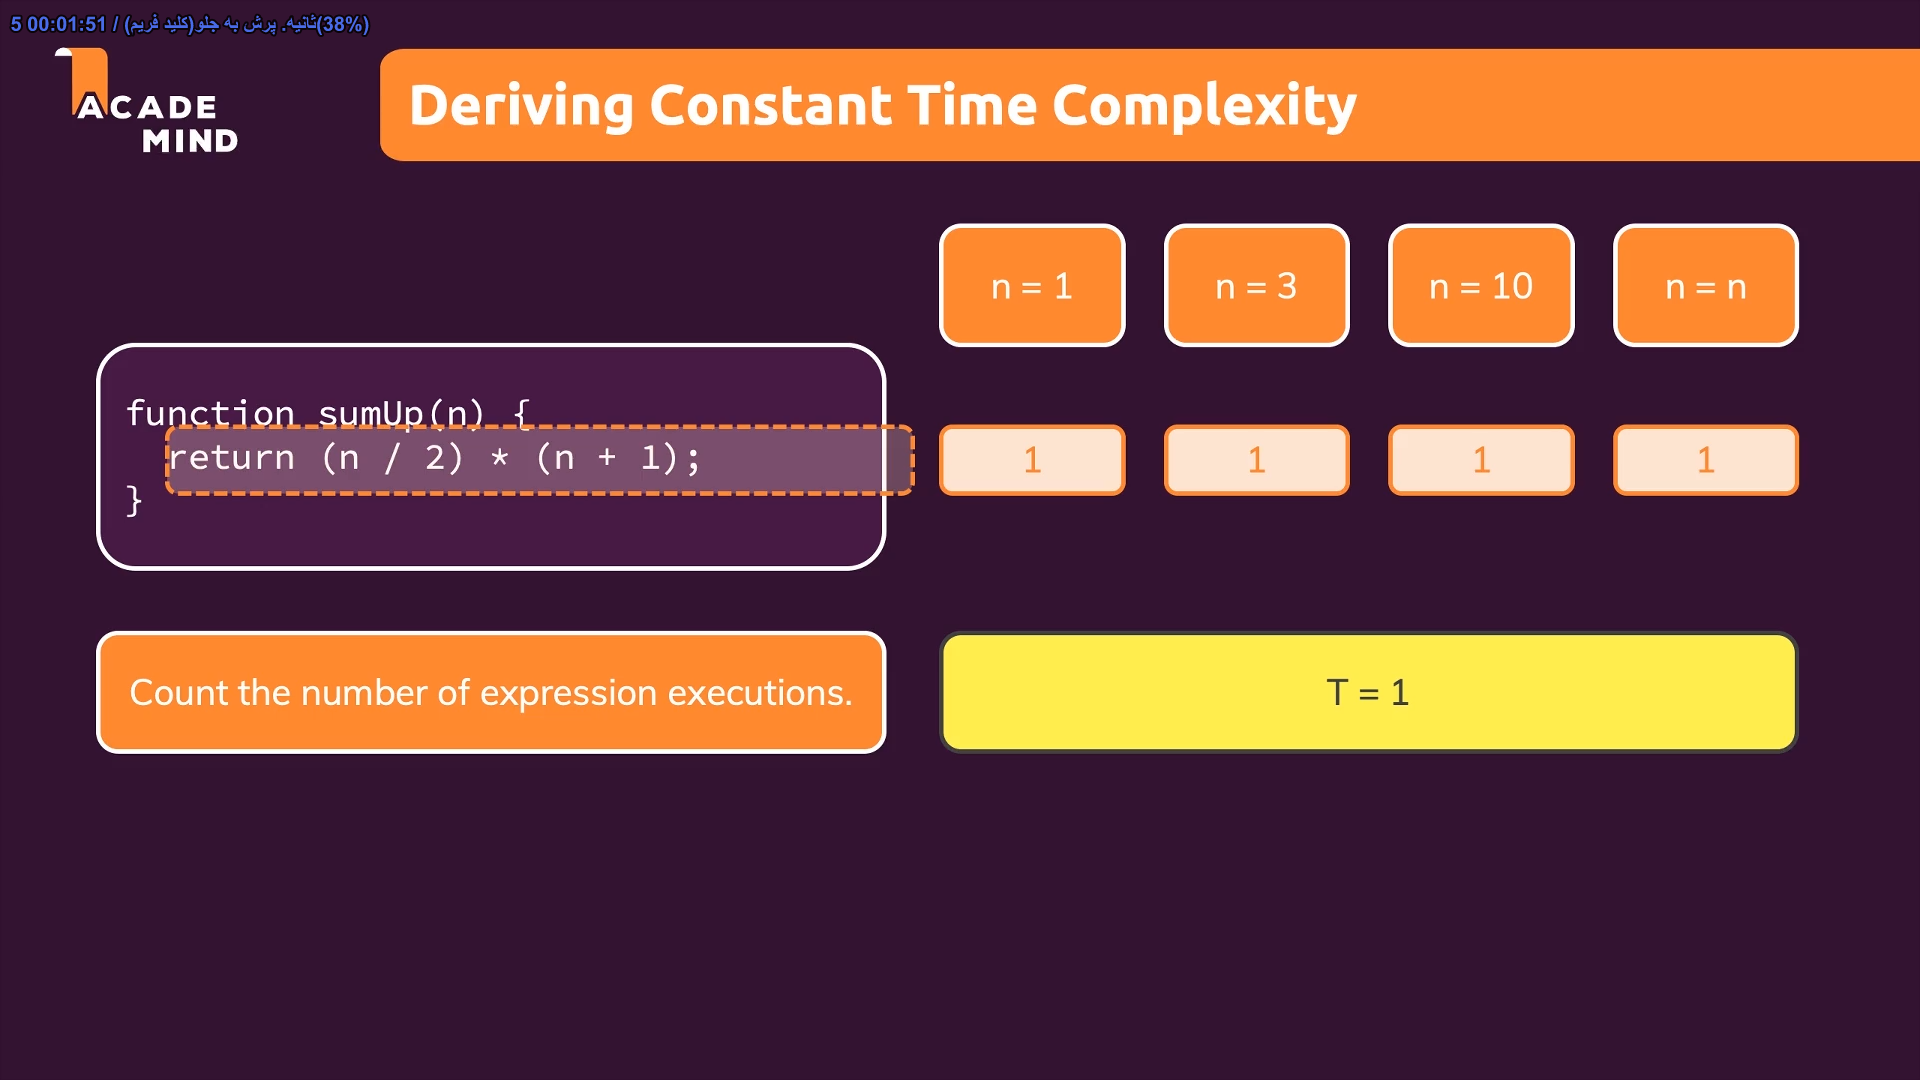 5 ثانیه. پرش به جلو(کلید فریم) / 00:01:51 (38%)
ACADE
MIND
Deriving Constant Time Complexity
n = 1 n = 3 n = 10 n = n
function sumUp(n) {
return (n / 2) * (n + 1);
}
1 1 1 1
Count the number of expression executions.
T = 1